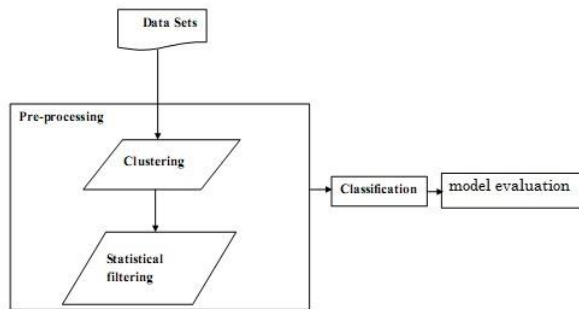 Data Sets
Pre-processing
Clustering
Statistical
filtering
Classification
model evaluation